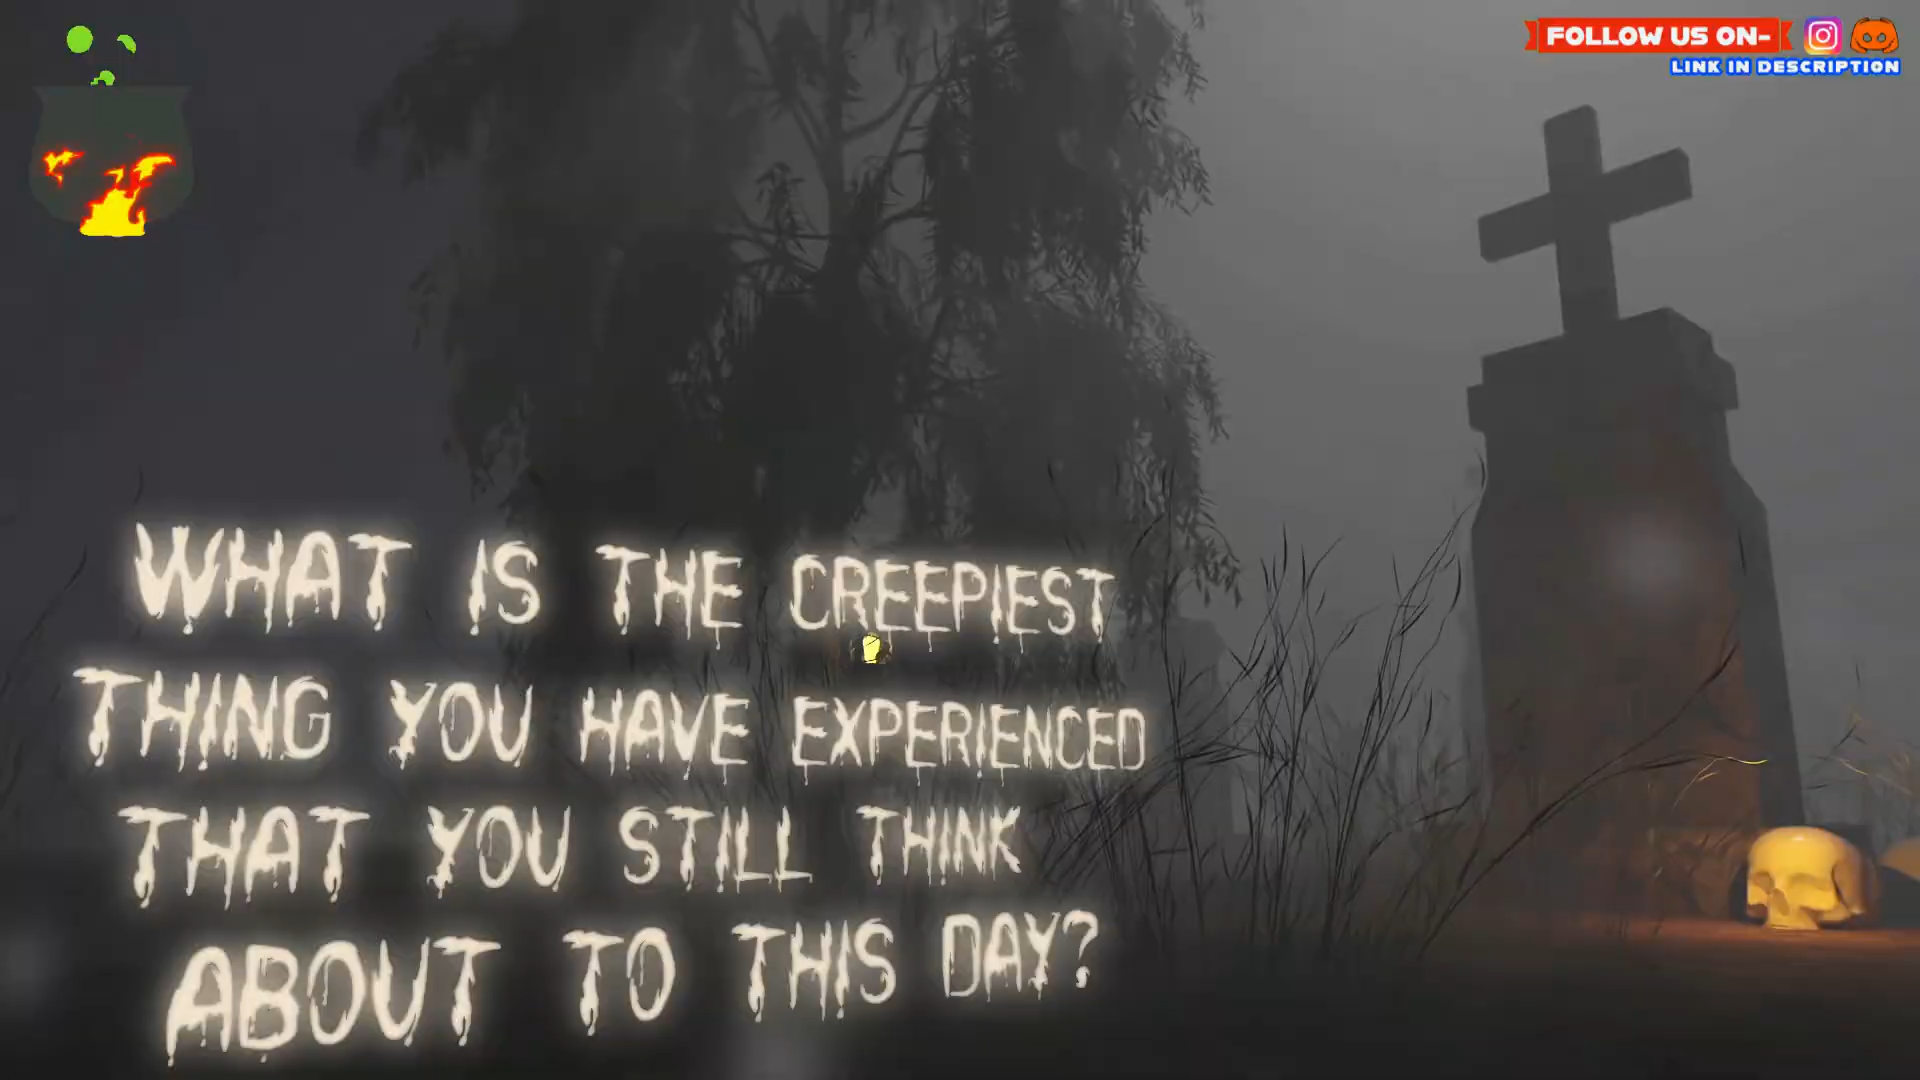 FOLLOW US ON-
LINK IN DESCRIPTION
WHAT IS THE CREEPIEST
THING YOU HAVE EXPERIENCED
THAT YOU STILL THINK
ABOUT TO THIS DAY?